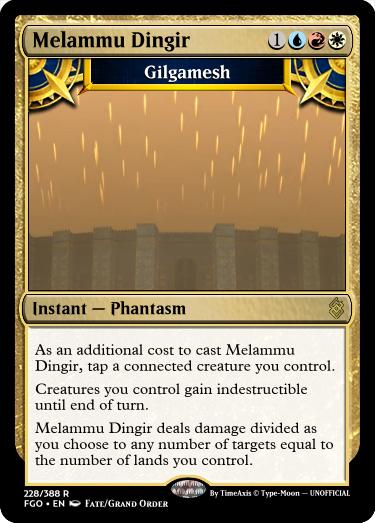 Melammu Dingir 1
Gilgamesh
Instant — Phantasm
As an additional cost to cast Melammu
Dingir, tap a connected creature you control.
Creatures you control gain indestructible
until end of turn.
Melammu Dingir deals damage divided as
you choose to any number of targets equal to
the number of lands you control.
228/388 R
FGO • EN Fate/Grand Order
By TimeAxis © Type-Moon — UNOFFICIAL